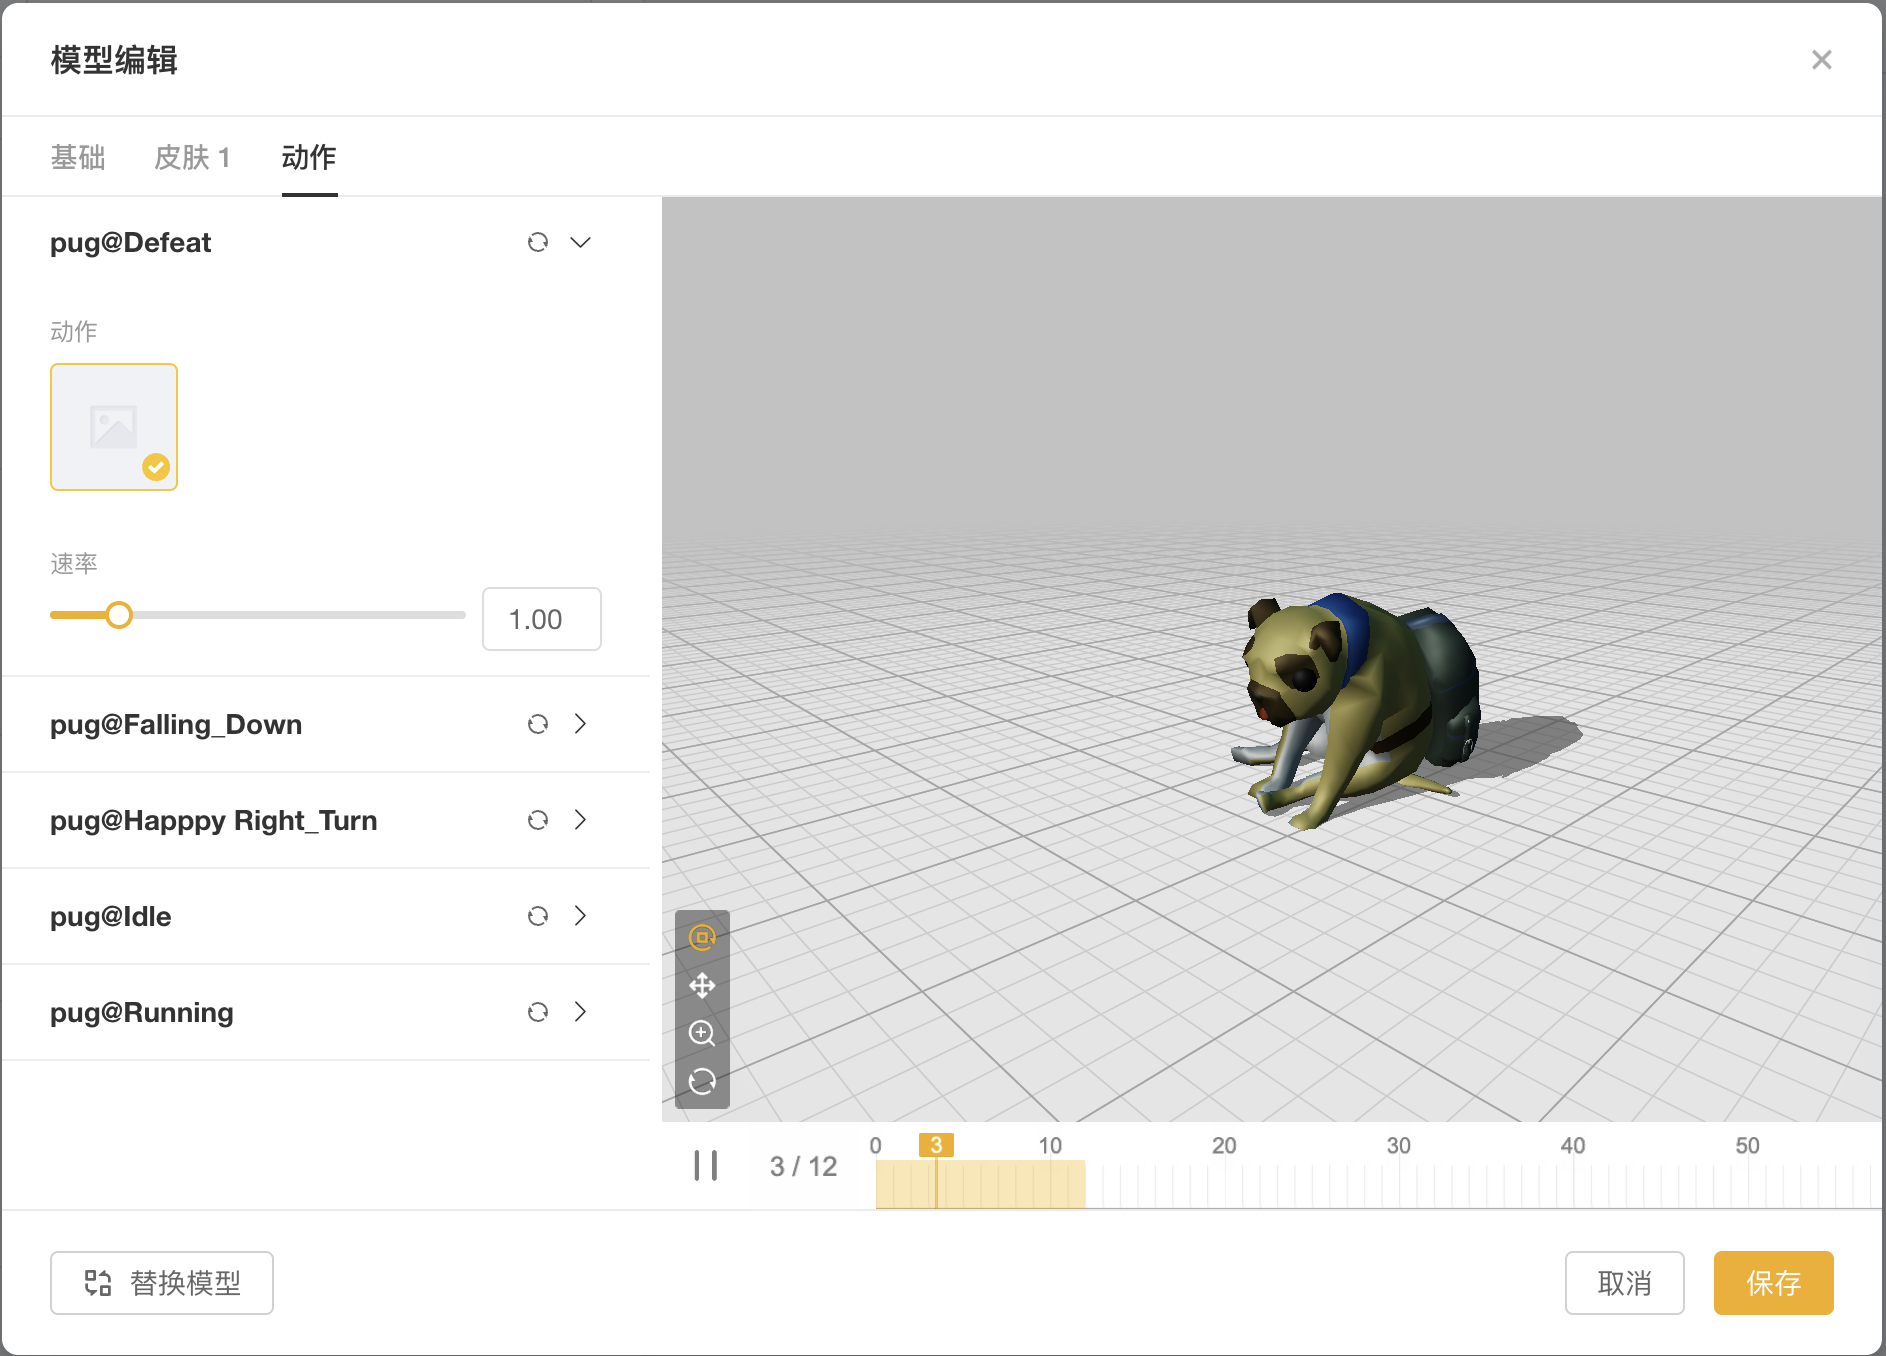 模型编辑
基础 皮肤 1 动作
pug@Defeat
动作
速率
1.00
pug@Falling_Down
pug@Happpy Right_Turn
pug@Idle
pug@Running
0 3 10 20 30 40 50
3 / 12
替换模型 取消 保存